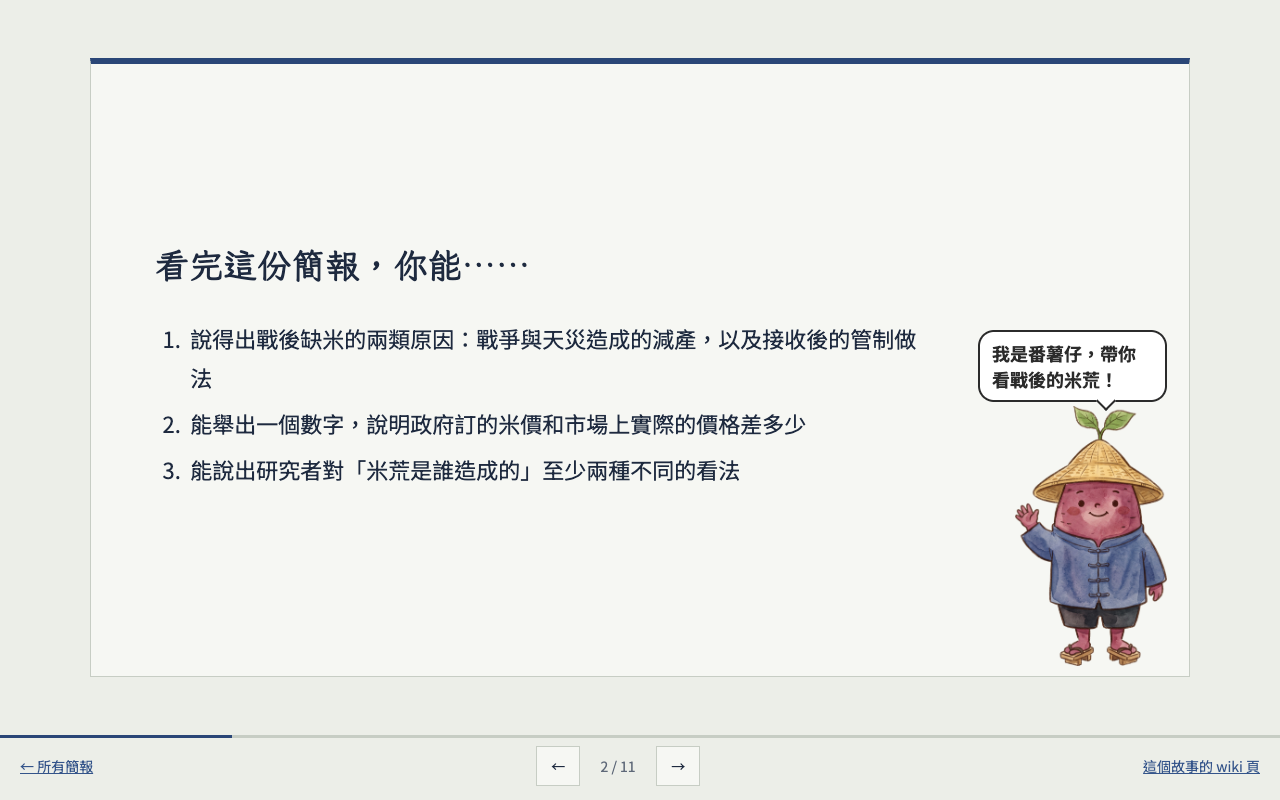 看完這份簡報，你能⋯⋯
1. 說得出戰後缺米的兩類原因：戰爭與天災造成的減產，以及接收後的管制做
法
2. 能舉出一個數字，說明政府訂的米價和市場上實際的價格差多少
3. 能說出研究者對「米荒是誰造成的」至少兩種不同的看法
我是番薯仔，帶你
看戰後的米荒！
← 所有簡報
←
2 / 11
→
這個故事的 wiki 頁